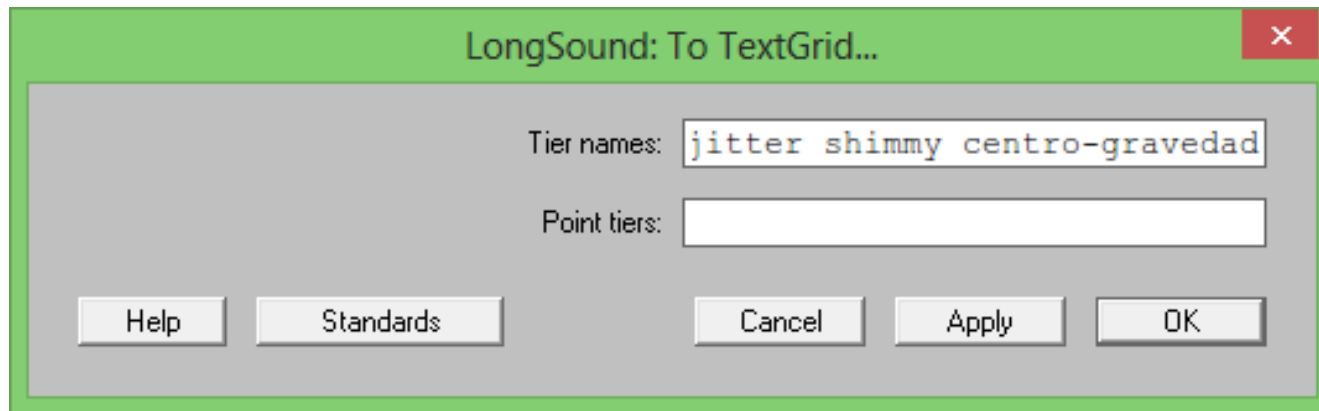 LongSound: To TextGrid...
Tier names: jitter shimmy centro-gravedad
Point tiers:
Help Standards Cancel Apply OK